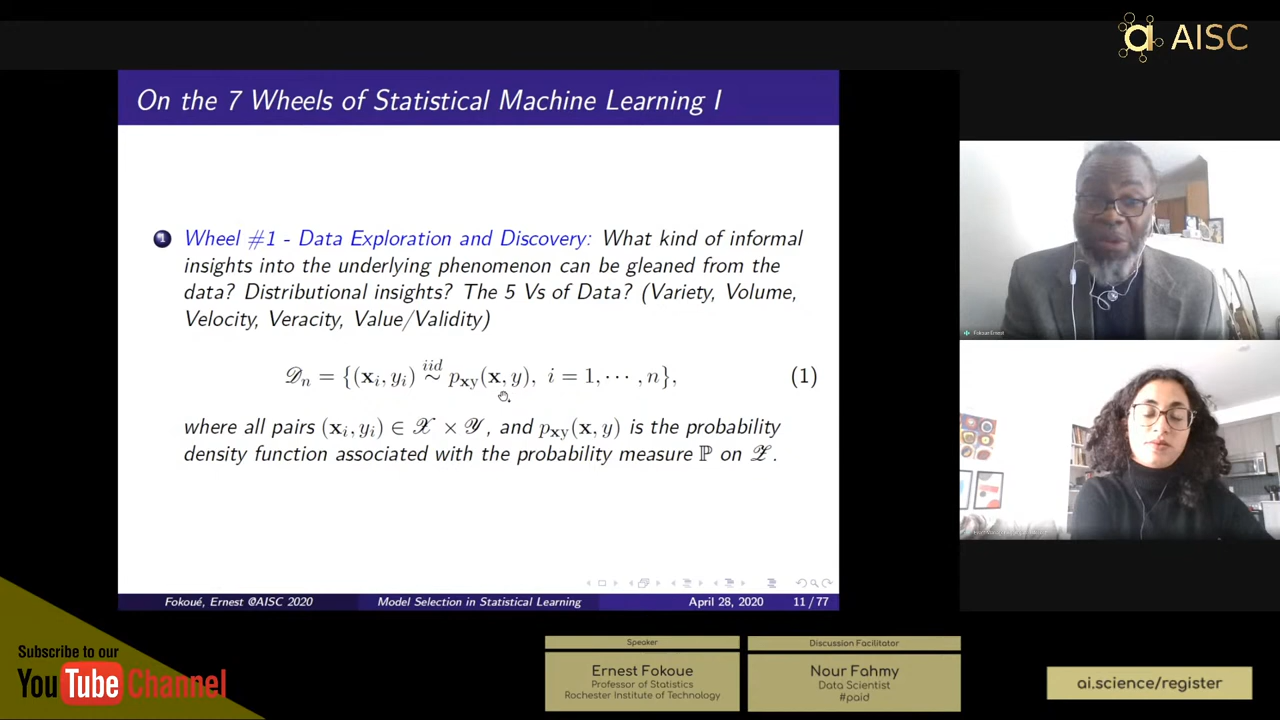 AISC
On the 7 Wheels of Statistical Machine Learning I
1 Wheel #1 - Data Exploration and Discovery: What kind of informal
insights into the underlying phenomenon can be gleaned from the
data? Distributional insights? The 5 Vs of Data? (Variety, Volume,
Velocity, Veracity, Value/Validity)
𝒟ₙ = {(𝐱ᵢ, yᵢ) iid ∼ p𝐱𝐲(𝐱, y), i = 1, ⋯ , n}, (1)
where all pairs (𝐱ᵢ, yᵢ) ∈ 𝒳 × 𝒴, and p𝐱𝐲(𝐱, y) is the probability
density function associated with the probability measure ℙ on 𝒵.
Fokoué, Ernest @AISC 2020 Model Selection in Statistical Learning April 28, 2020 11 / 77
Fokoue Ernest
Subscribe to our
YouTube Channel
Speaker
Ernest Fokoue
Professor of Statistics
Rochester Institute of Technology
Discussion Facilitator
Nour Fahmy
Data Scientist
#paid
ai.science/register